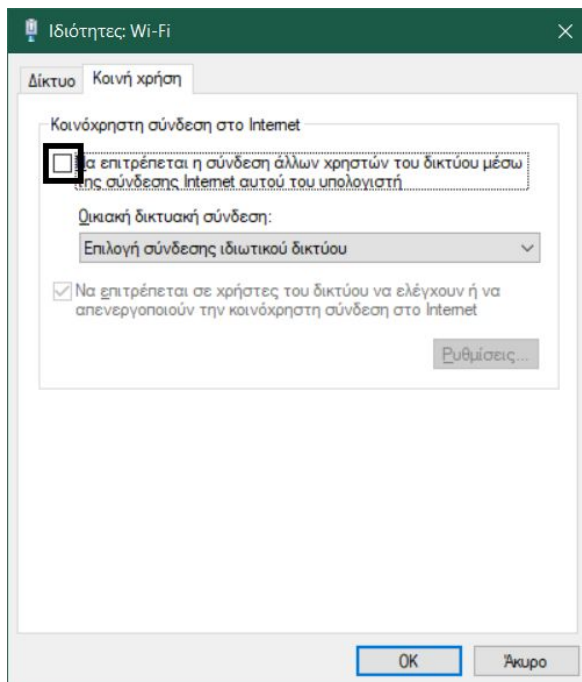 Ιδιότητες: Wi-Fi
Δίκτυο
Κοινή χρήση
Κοινόχρηστη σύνδεση στο Internet
Να επιτρέπεται η σύνδεση άλλων χρηστών του δικτύου μέσω
της σύνδεσης Internet αυτού του υπολογιστή
Οικιακή δικτυακή σύνδεση:
Επιλογή σύνδεσης ιδιωτικού δικτύου
Να επιτρέπεται σε χρήστες του δικτύου να ελέγχουν ή να
απενεργοποιούν την κοινόχρηστη σύνδεση στο Internet
Ρυθμίσεις...
OK
Άκυρο